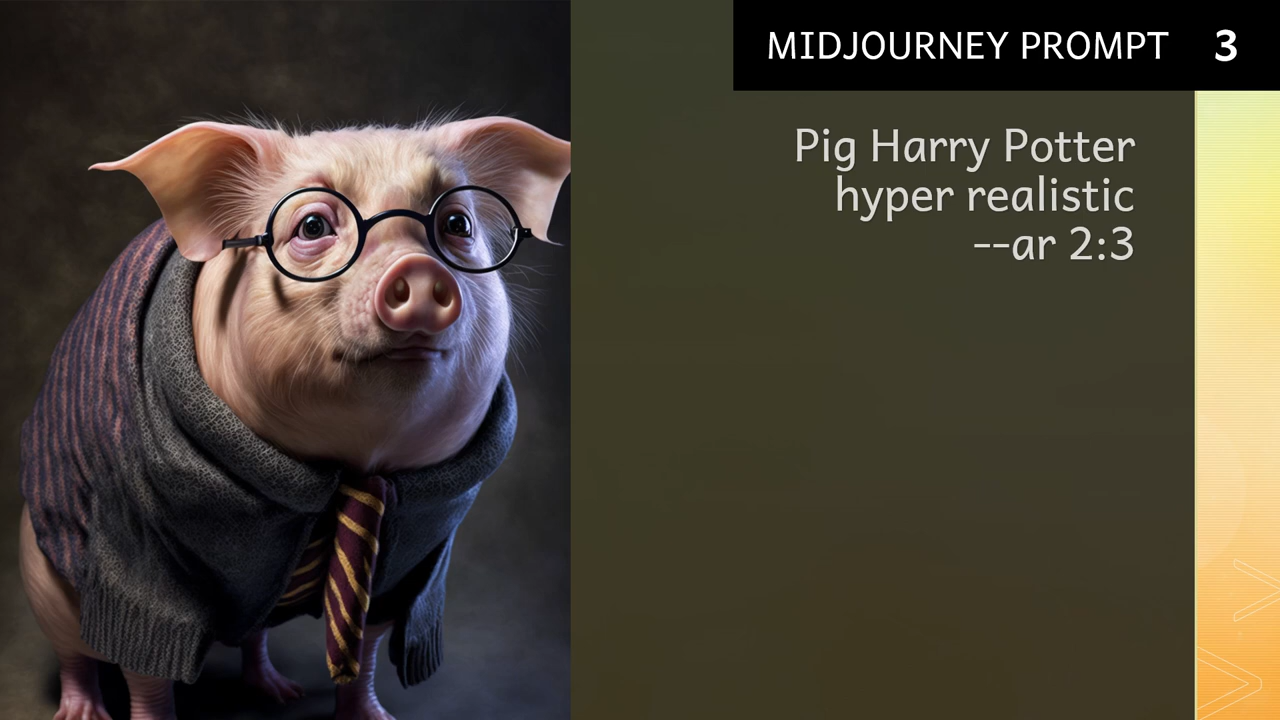 MIDJOURNEY PROMPT 3
Pig Harry Potter
hyper realistic
--ar 2:3